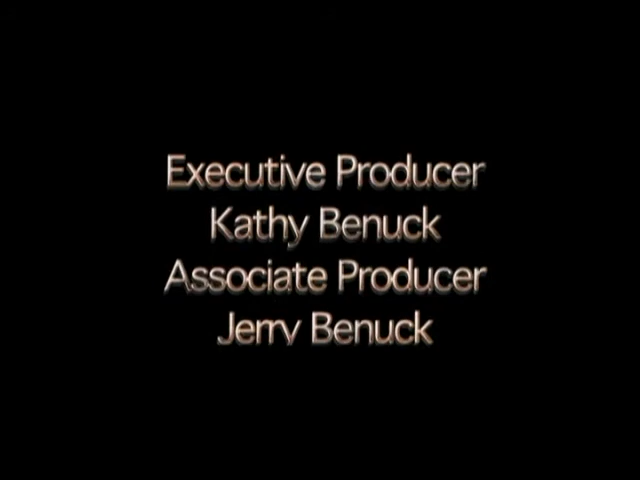 Executive Producer
Kathy Benuck
Associate Producer
Jerry Benuck